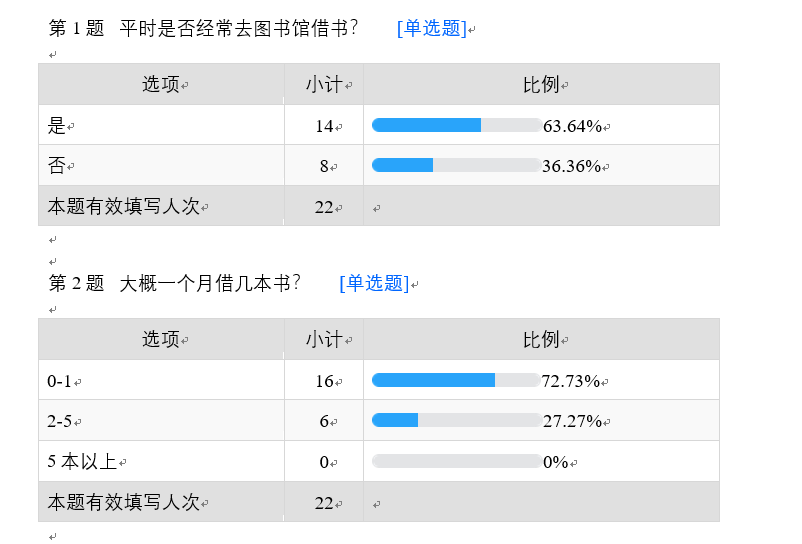 第 1 题 平时是否经常去图书馆借书? [单选题]
选项 小计 比例
是 14 63.64%
否 8 36.36%
本题有效填写人次 22
第 2 题 大概一个月借几本书? [单选题]
选项 小计 比例
0-1 16 72.73%
2-5 6 27.27%
5 本以上 0 0%
本题有效填写人次 22